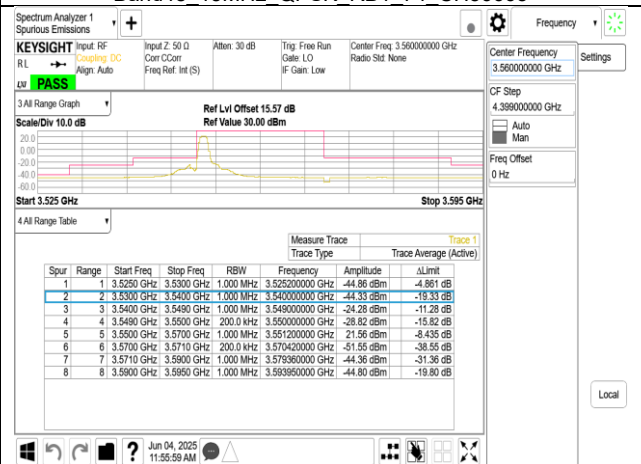 Spectrum Analyzer 1
Spurious Emissions
Frequency
KEYSIGHT
Input: RF
Input Z: 50 Ω
Atten: 30 dB
Trig: Free Run
Center Freq: 3.560000000 GHz
RL
Coupling: DC
Corr CCorr
Gate: LO
Radio Std: None
Align: Auto
Freq Ref: Int (S)
IF Gain: Low
LXI
PASS
Center Frequency
3.560000000 GHz
Settings
CF Step
4.399000000 GHz
Auto
Man
Freq Offset
0 Hz
3 All Range Graph
Ref Lvl Offset 15.57 dB
Scale/Div 10.0 dB
Ref Value 30.00 dBm
20.0
0.00
-20.0
-40.0
-60.0
Start 3.525 GHz
Stop 3.595 GHz
4 All Range Table
Measure Trace Trace 1
Trace Type Trace Average (Active)
Spur Range Start Freq Stop Freq RBW Frequency Amplitude ΔLimit
1 1 3.5250 GHz 3.5300 GHz 1.000 MHz 3.525200000 GHz -44.86 dBm -4.861 dB
2 2 3.5300 GHz 3.5400 GHz 1.000 MHz 3.540000000 GHz -44.33 dBm -19.33 dB
3 3 3.5400 GHz 3.5490 GHz 1.000 MHz 3.549000000 GHz -24.28 dBm -11.28 dB
4 4 3.5490 GHz 3.5500 GHz 200.0 kHz 3.550000000 GHz -28.82 dBm -15.82 dB
5 5 3.5500 GHz 3.5700 GHz 1.000 MHz 3.551200000 GHz 21.56 dBm -8.435 dB
6 6 3.5700 GHz 3.5710 GHz 200.0 kHz 3.570420000 GHz -51.55 dBm -38.55 dB
7 7 3.5710 GHz 3.5900 GHz 1.000 MHz 3.579360000 GHz -44.36 dBm -31.36 dB
8 8 3.5900 GHz 3.5950 GHz 1.000 MHz 3.593950000 GHz -44.80 dBm -19.80 dB
Local
Jun 04, 2025
11:55:59 AM